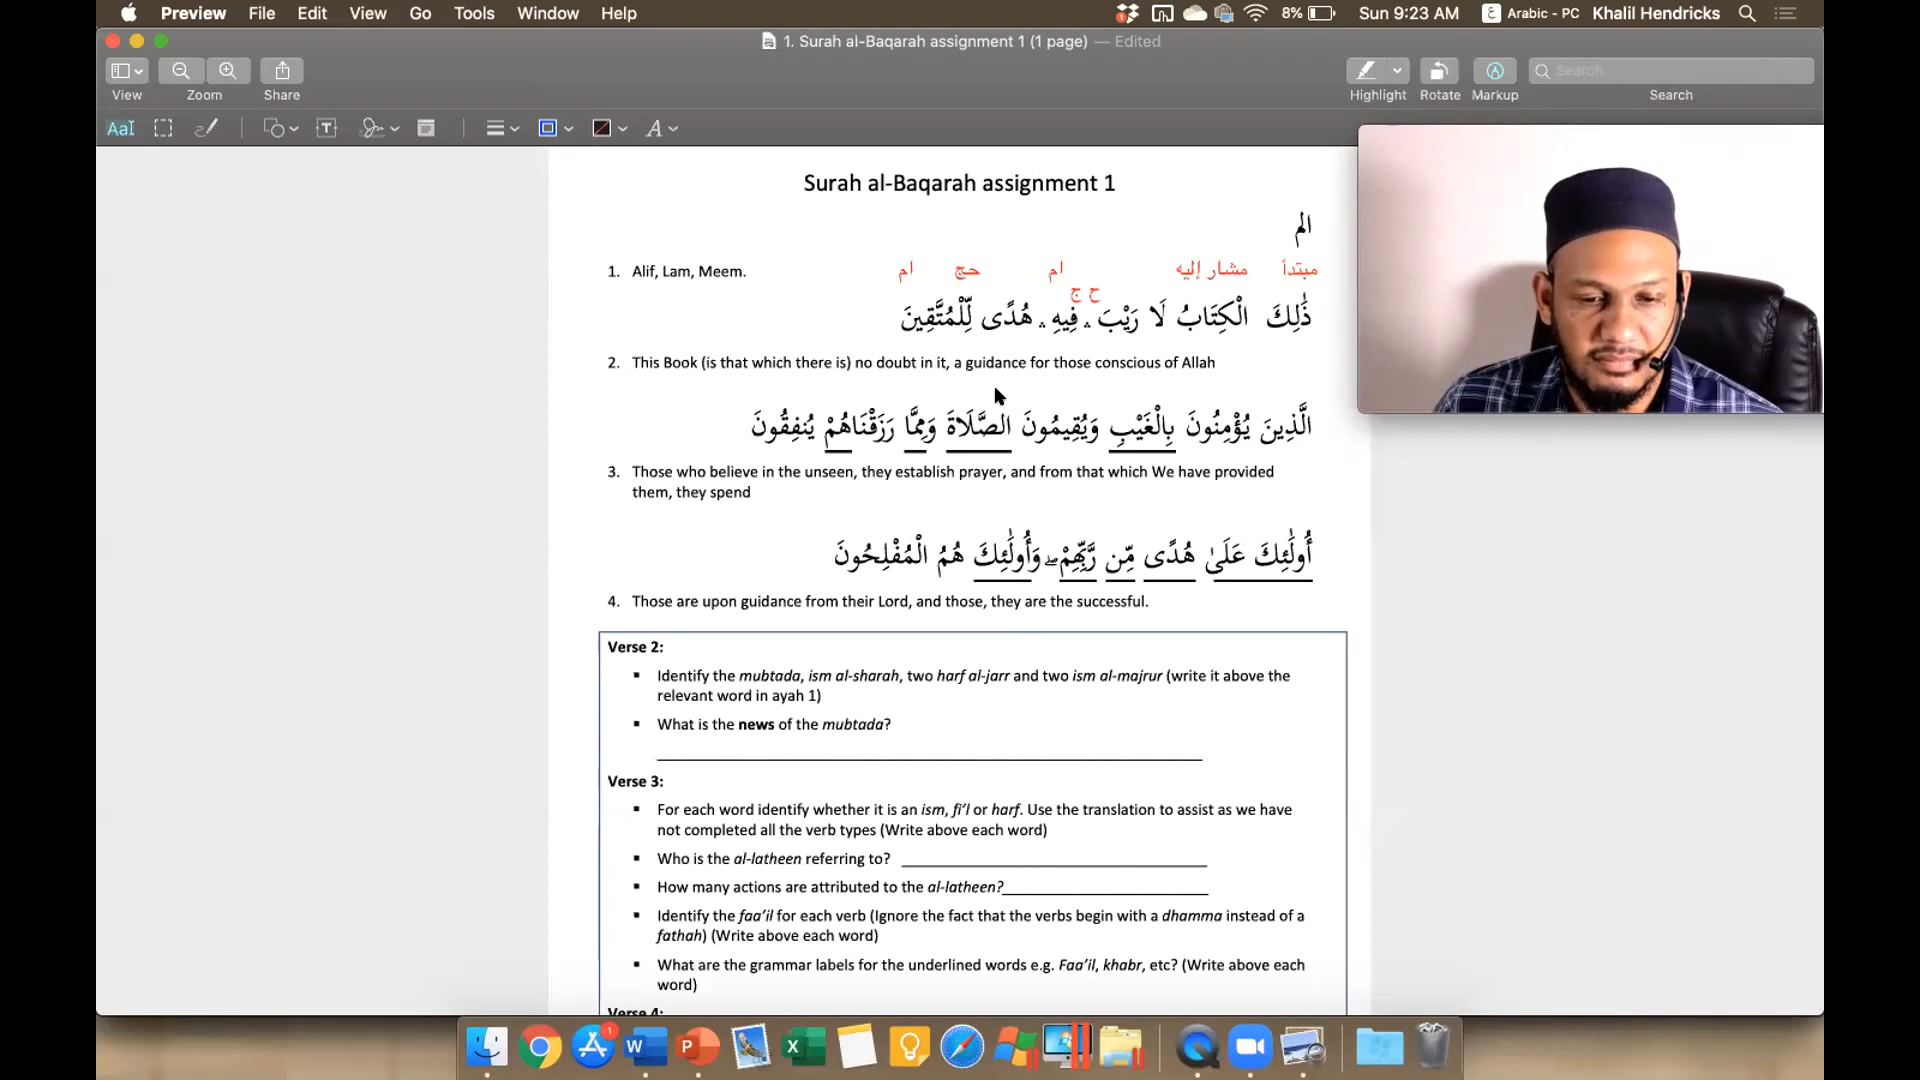 Preview File Edit View Go Tools Window Help 8% Sun 9:23 AM ع Arabic - PC Khalil Hendricks
1. Surah al-Baqarah assignment 1 (1 page) — Edited
Search
View Zoom Share Highlight Rotate Markup Search
AaI T A
Surah al-Baqarah assignment 1
الم
1. Alif, Lam, Meem.
مبتدأ مشار إليه ام حج ام
ح ج
ذَٰلِكَ الْكِتَابُ لَا رَيْبَ ۛ فِيهِ ۛ هُدًى لِّلْمُتَّقِينَ
2. This Book (is that which there is) no doubt in it, a guidance for those conscious of Allah
الَّذِينَ يُؤْمِنُونَ بِالْغَيْبِ وَيُقِيمُونَ الصَّلَاةَ وَمِمَّا رَزَقْنَاهُمْ يُنفِقُونَ
3. Those who believe in the unseen, they establish prayer, and from that which We have provided
them, they spend
أُولَٰئِكَ عَلَىٰ هُدًى مِّن رَّبِّهِمْ ۖ وَأُولَٰئِكَ هُمُ الْمُفْلِحُونَ
4. Those are upon guidance from their Lord, and those, they are the successful.
Verse 2:
▪ Identify the mubtada, ism al-sharah, two harf al-jarr and two ism al-majrur (write it above the
relevant word in ayah 1)
▪ What is the news of the mubtada?
Verse 3:
▪ For each word identify whether it is an ism, fi’l or harf. Use the translation to assist as we have
not completed all the verb types (Write above each word)
▪ Who is the al-latheen referring to?
▪ How many actions are attributed to the al-latheen?
▪ Identify the faa’il for each verb (Ignore the fact that the verbs begin with a dhamma instead of a
fathah) (Write above each word)
▪ What are the grammar labels for the underlined words e.g. Faa’il, khabr, etc? (Write above each
word)
Verse 4:
1 W P X